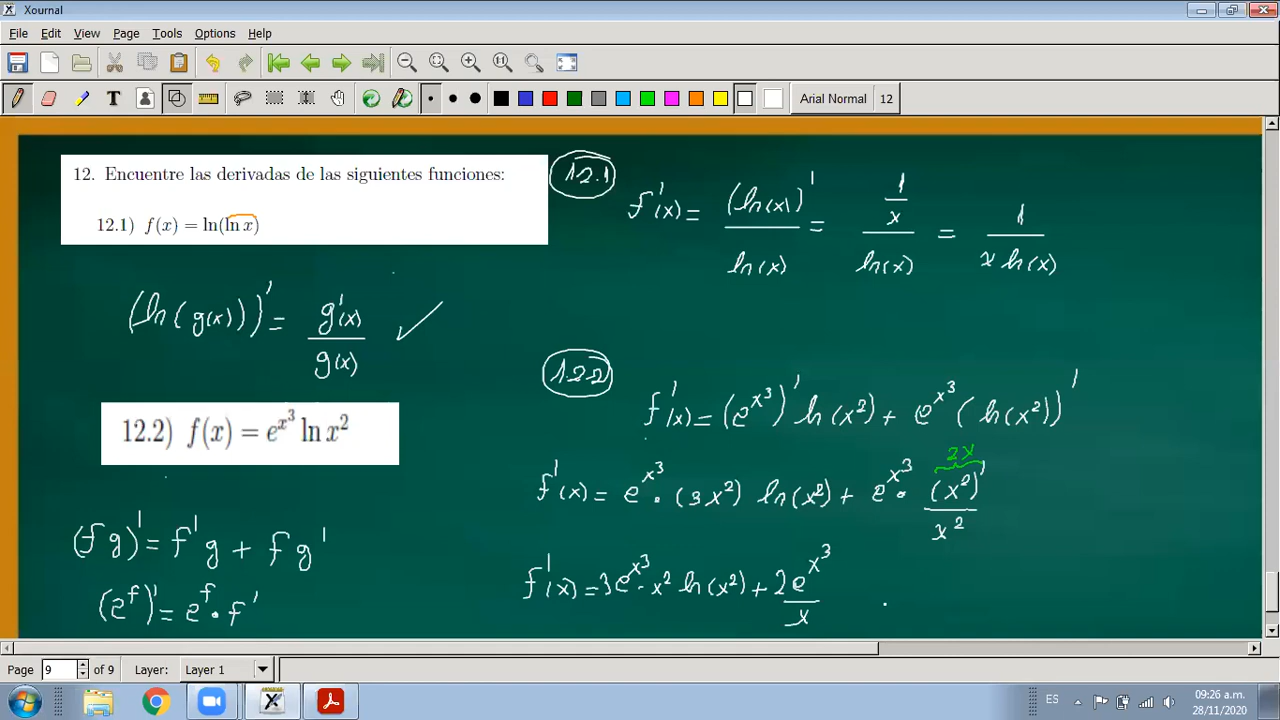 Xournal
File Edit View Page Tools Options Help
Arial Normal 12
12. Encuentre las derivadas de las siguientes funciones:
12.1) f(x) = ln(ln x)
(ln(g(x)))' = g'(x) / g(x) ✓
12.2) f(x) = e^{x^3} ln x^2
(fg)' = f'g + fg'
(e^f)' = e^f · f'
12.1
f'(x) = (ln(x))' / ln(x) = (1/x) / ln(x) = 1 / (x ln(x))
12.2
f'(x) = (e^{x^3})' ln(x^2) + e^{x^3} (ln(x^2))'
2x
f'(x) = e^{x^3} · (3x^2) ln(x^2) + e^{x^3} · (x^2)' / x^2
f'(x) = 3e^{x^3} · x^2 ln(x^2) + 2e^{x^3} / x
Page 9 of 9 Layer: Layer 1
ES 09:26 a.m.
28/11/2020